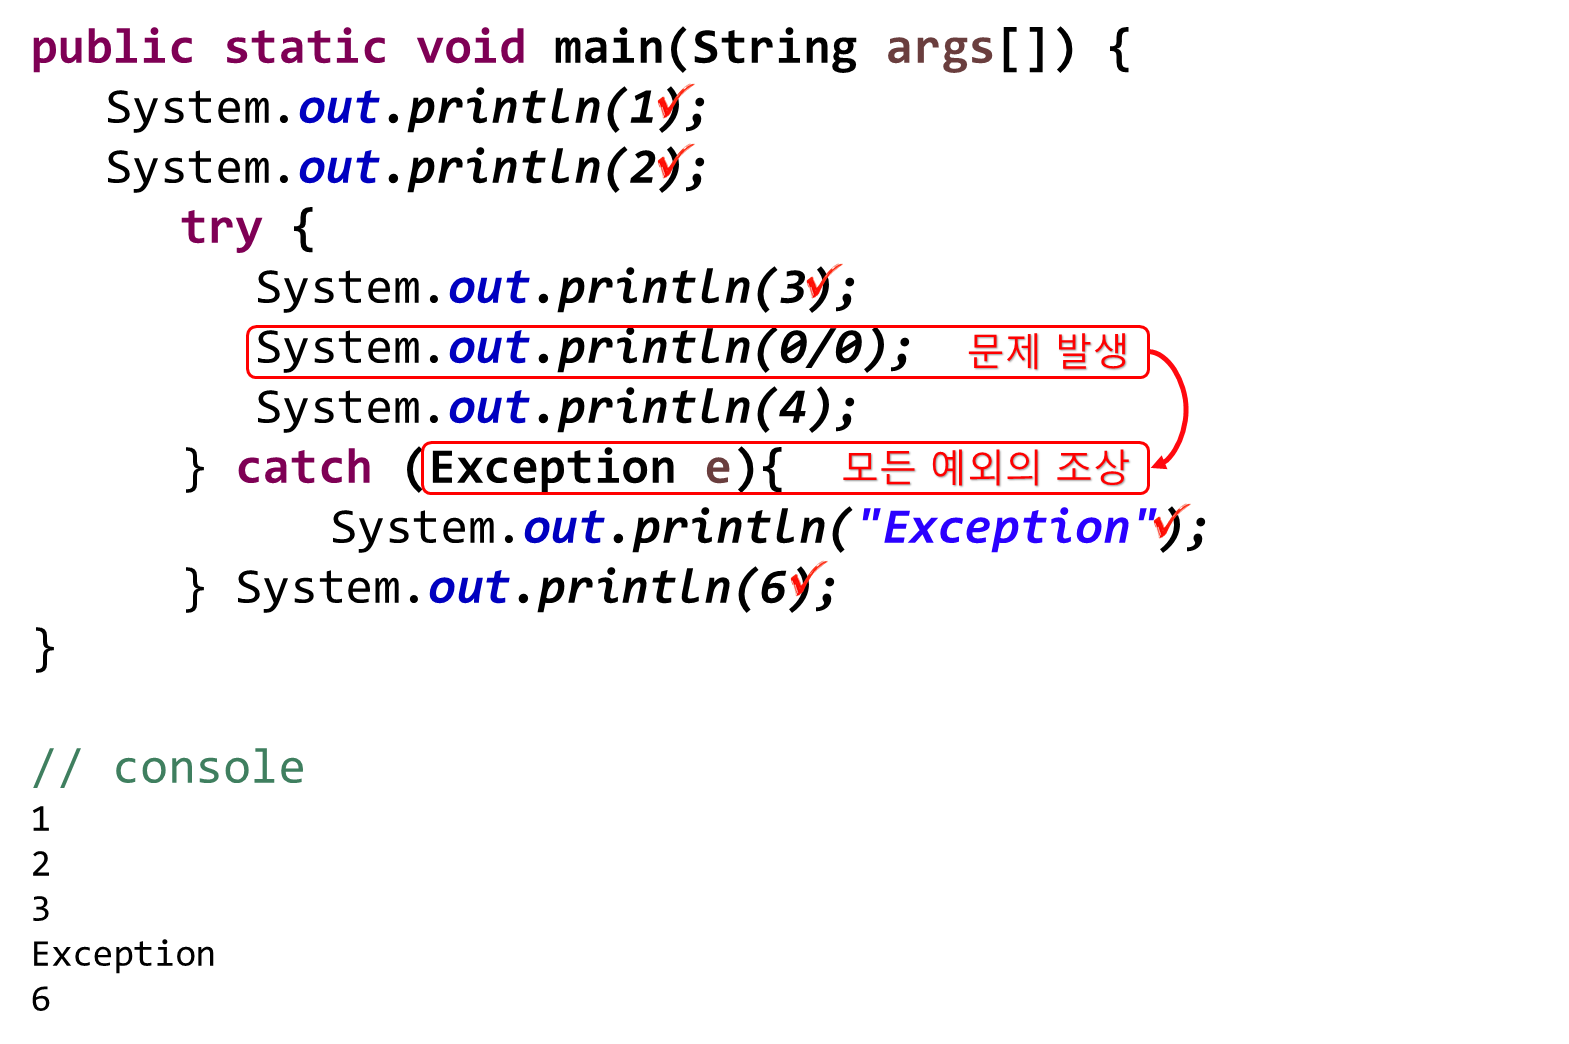 public static void main(String args[]) {
System.out.println(1);
System.out.println(2);
try {
System.out.println(3);
System.out.println(0/0); 문제 발생
System.out.println(4);
} catch (Exception e){ 모든 예외의 조상
System.out.println("Exception");
} System.out.println(6);
}
// console
1
2
3
Exception
6